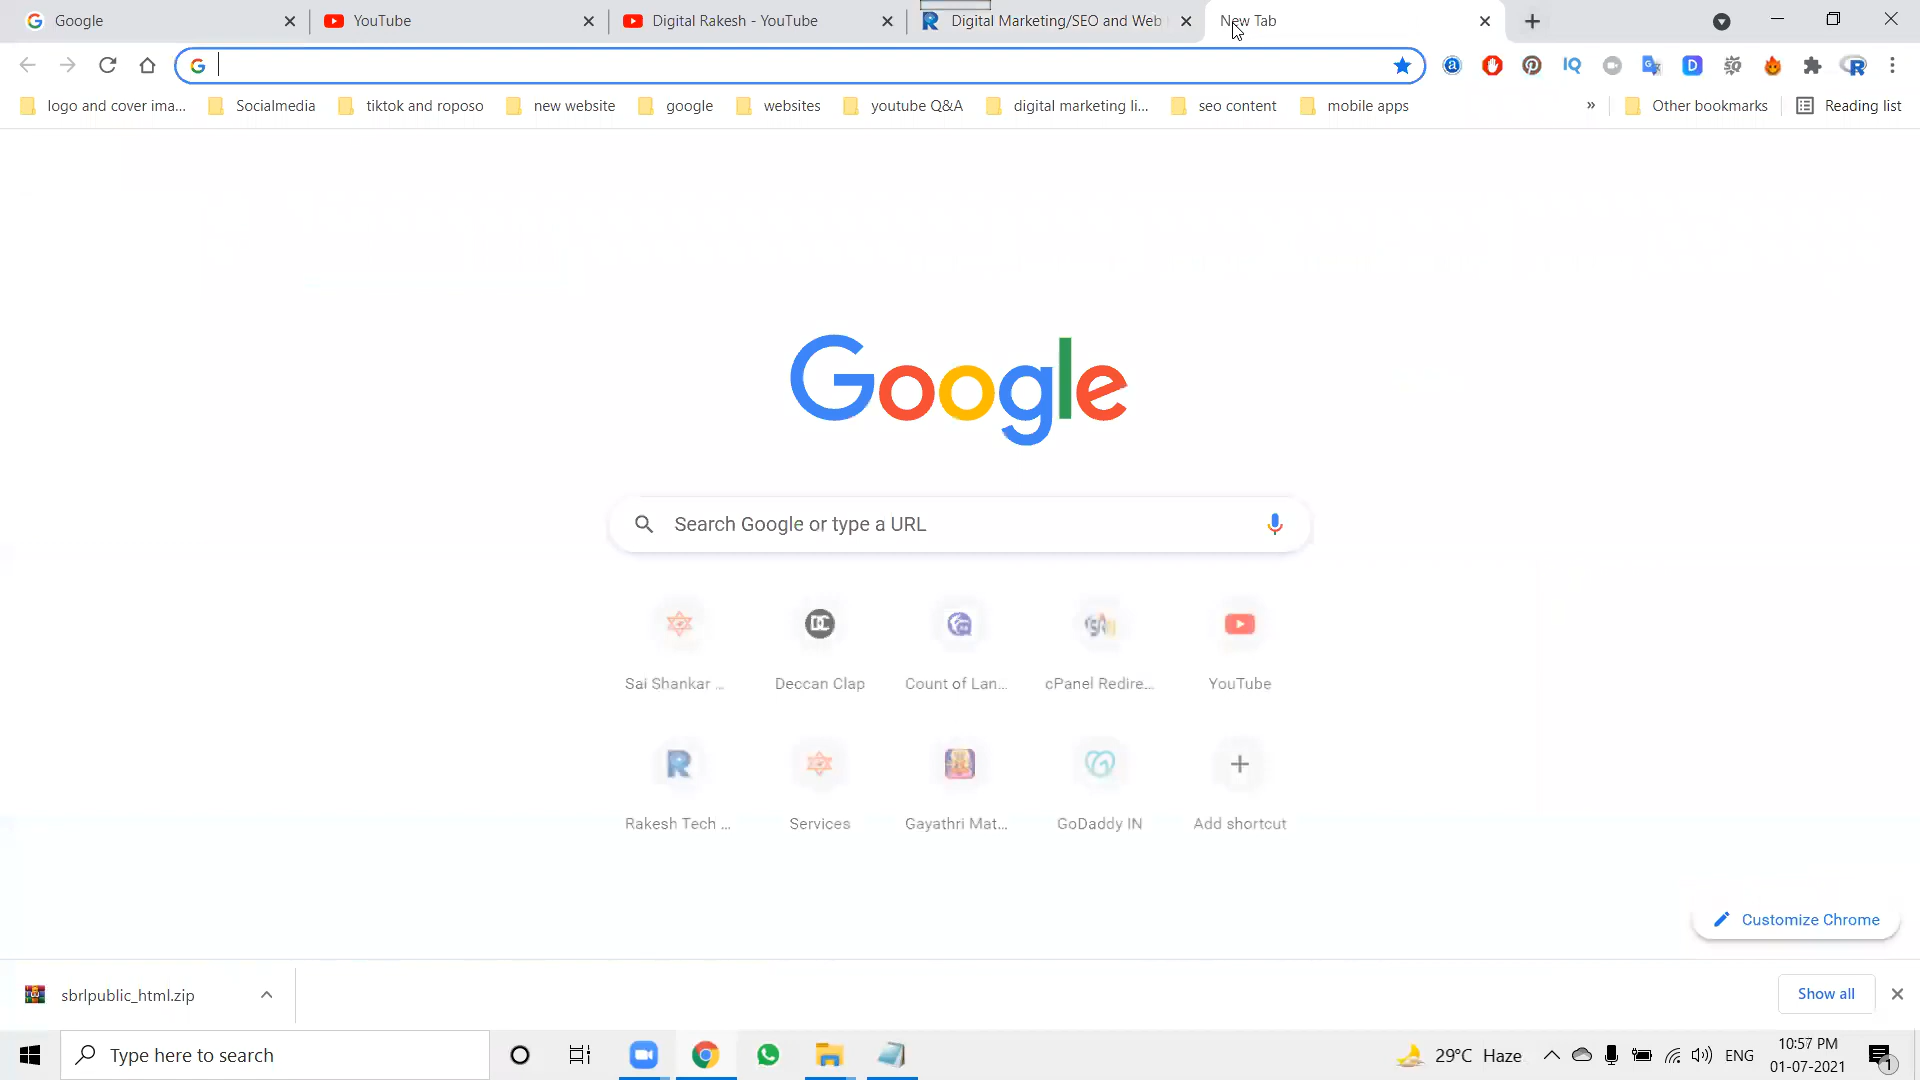 Google
YouTube
Digital Rakesh - YouTube
Digital Marketing/SEO and Web
New Tab
logo and cover ima...
Socialmedia
tiktok and roposo
new website
google
websites
youtube Q&A
digital marketing li...
seo content
mobile apps
»
Other bookmarks
Reading list
Google
Search Google or type a URL
Sai Shankar ...
Deccan Clap
Count of Lan...
cPanel Redire...
YouTube
Rakesh Tech ...
Services
Gayathri Mat...
GoDaddy IN
Add shortcut
Customize Chrome
sbrlpublic_html.zip
Show all
Type here to search
29°C Haze
ENG
10:57 PM
01-07-2021
1